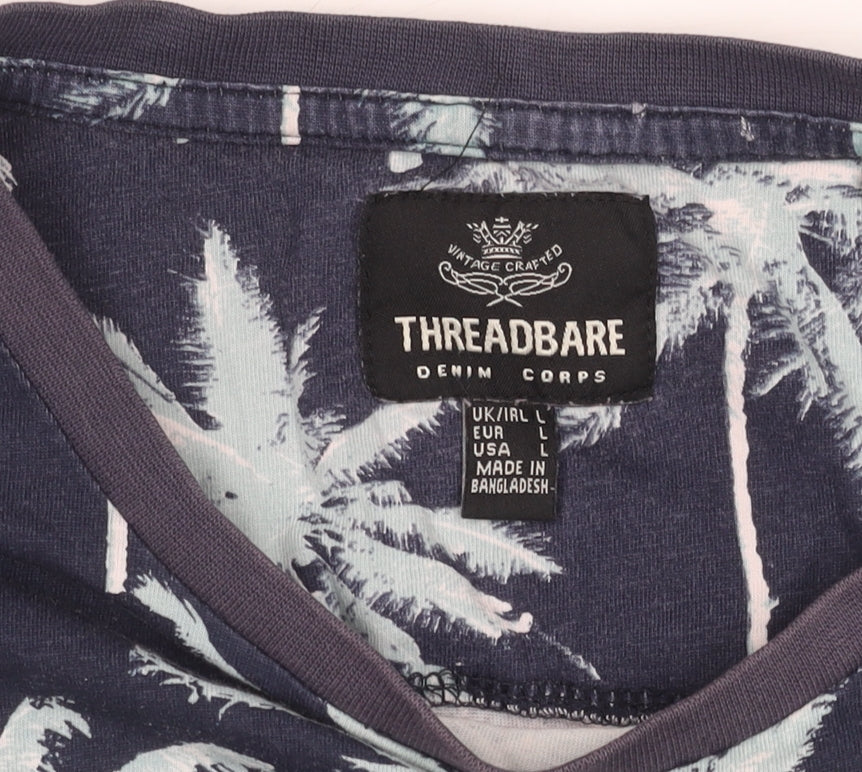 VINTAGE CRAFTED
THREADBARE
DENIM CORPS
UK/IRL L
EUR L
USA L
MADE IN
BANGLADESH